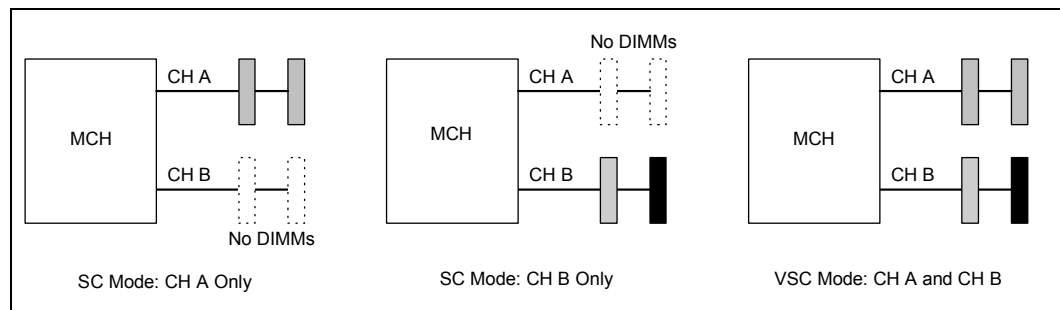 MCH
CH A
CH B
No DIMMs
SC Mode: CH A Only
No DIMMs
MCH
CH A
CH B
SC Mode: CH B Only
MCH
CH A
CH B
VSC Mode: CH A and CH B